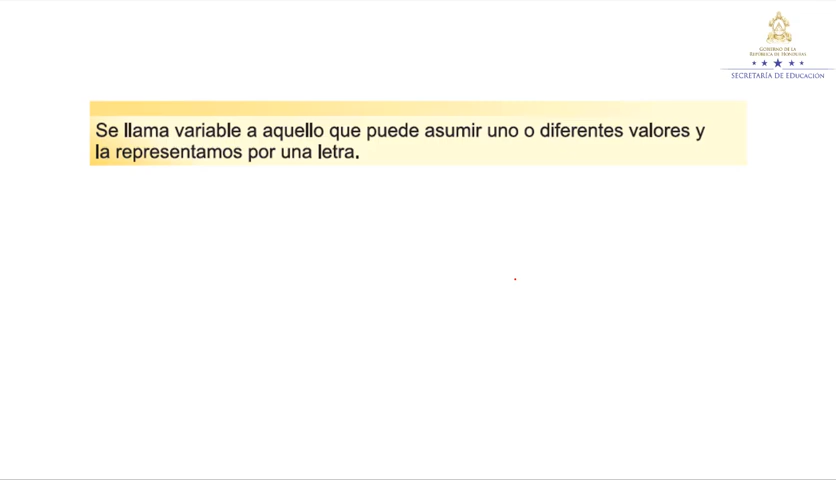 GOBIERNO DE LA
REPÚBLICA DE HONDURAS
SECRETARÍA DE EDUCACIÓN
Se llama variable a aquello que puede asumir uno o diferentes valores y
la representamos por una letra.